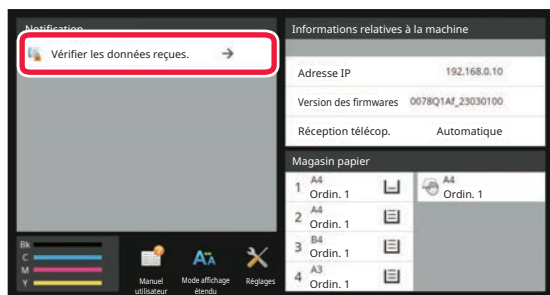 Notification
Vérifier les données reçues.
Informations relatives à la machine
Adresse IP 192.168.0.10
Version des firmwares 0078Q1Af_23030100
Réception télécop. Automatique
Magasin papier
1 A4
Ordin. 1
A4
Ordin. 1
2 A4
Ordin. 1
3 B4
Ordin. 1
4 A3
Ordin. 1
Bk
C
M
Y
Manuel
utilisateur
Mode affichage
étendu
Réglages